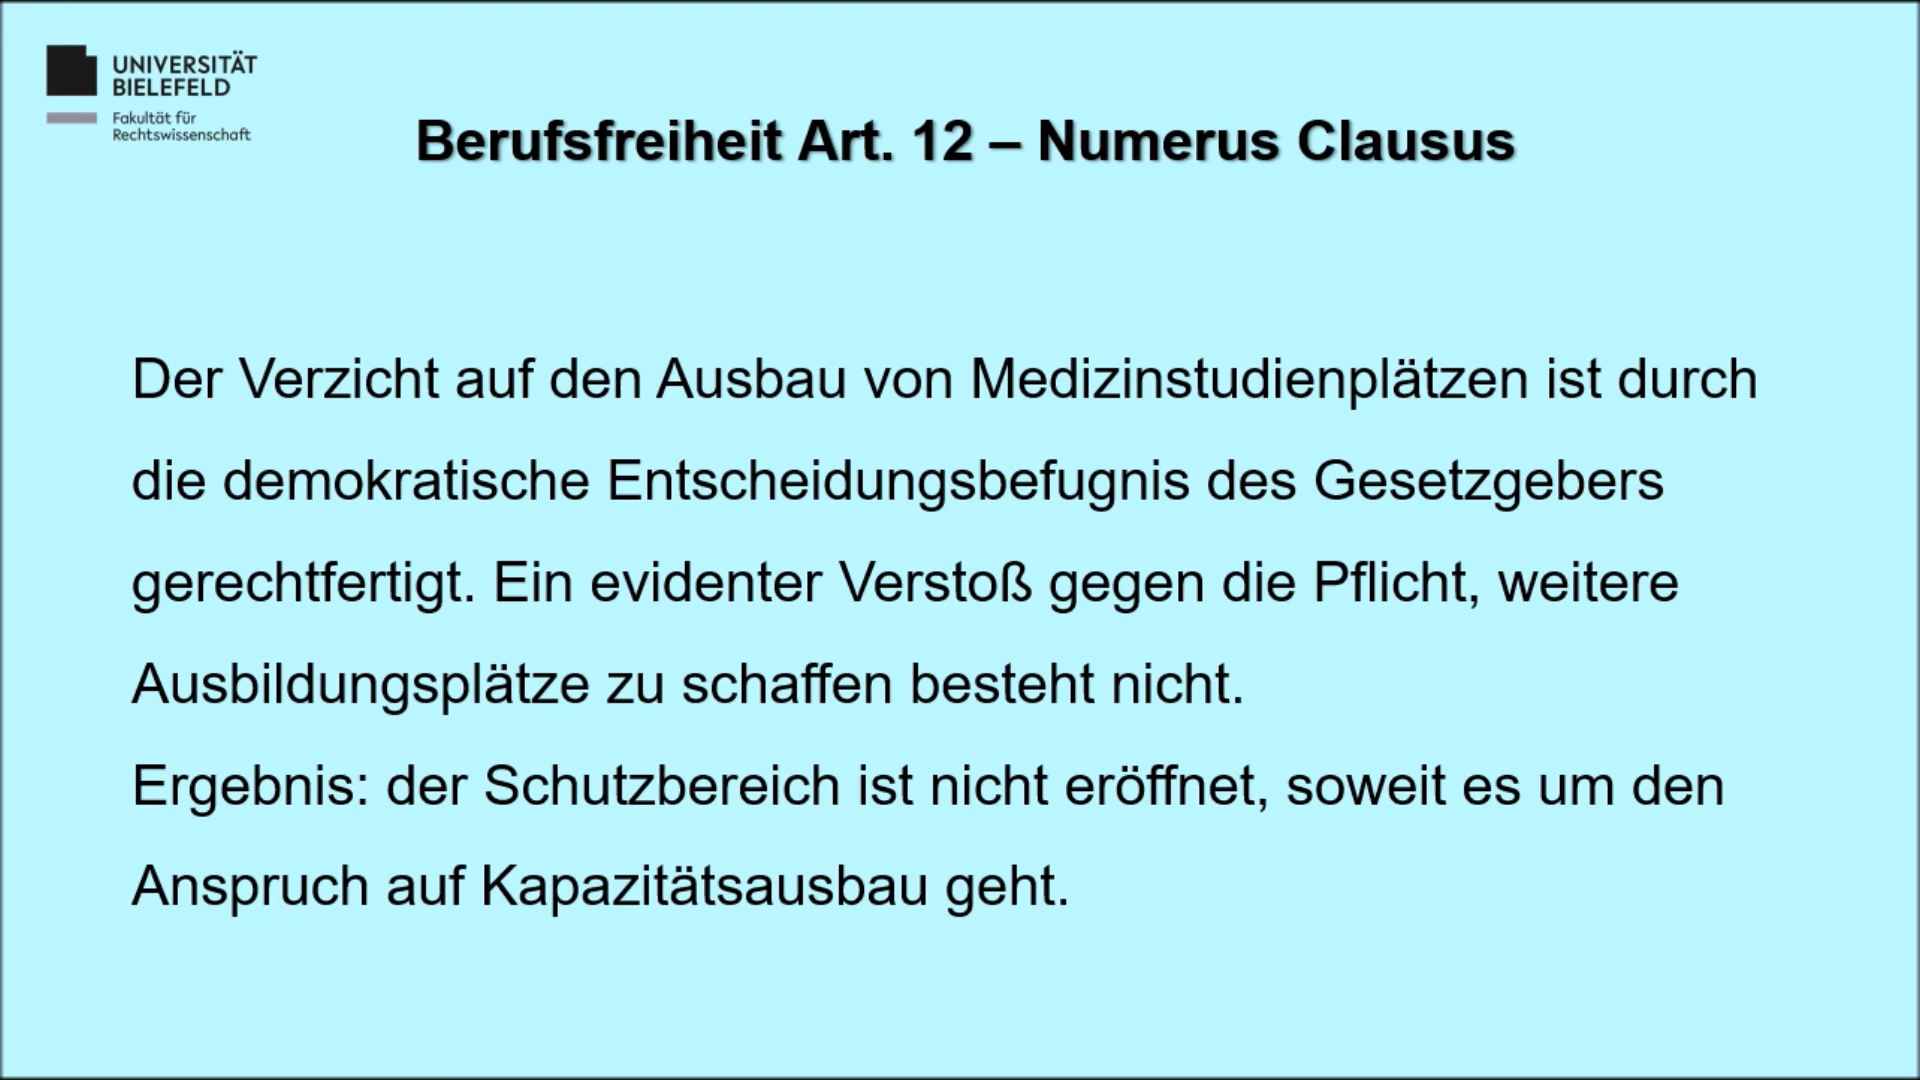 UNIVERSITÄT
BIELEFELD
Fakultät für
Rechtswissenschaft
Berufsfreiheit Art. 12 – Numerus Clausus
Der Verzicht auf den Ausbau von Medizinstudienplätzen ist durch
die demokratische Entscheidungsbefugnis des Gesetzgebers
gerechtfertigt. Ein evidenter Verstoß gegen die Pflicht, weitere
Ausbildungsplätze zu schaffen besteht nicht.
Ergebnis: der Schutzbereich ist nicht eröffnet, soweit es um den
Anspruch auf Kapazitätsausbau geht.